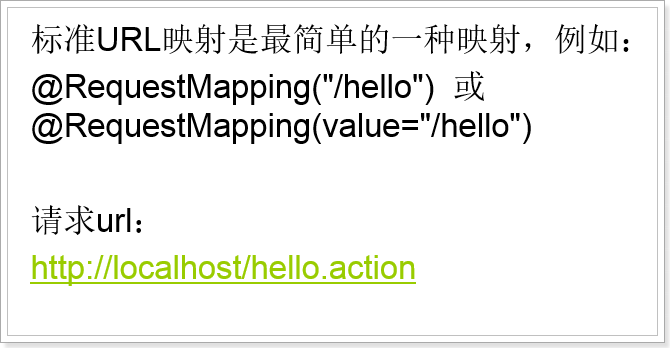 标准URL映射是最简单的一种映射，例如：
@RequestMapping("/hello") 或
@RequestMapping(value="/hello")
请求url：
http://localhost/hello.action